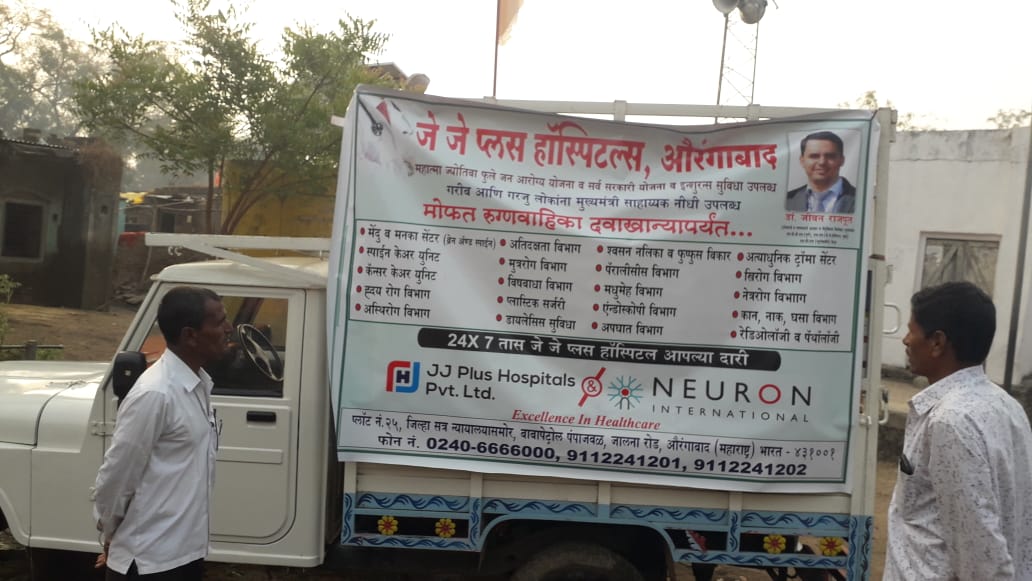 जे जे प्लस हॉस्पिटल्स, औरंगाबाद
महात्मा ज्योतिबा फुले जन आरोग्य योजना व सर्व सरकारी योजना व इन्शुरन्स सुविधा उपलब्ध
गरीब आणि गरजु लोकांना मुख्यमंत्री साहाय्यक नीधी उपलब्ध
मोफत रुग्णवाहिका दवाखान्यापर्यंत...
डॉ. जीवन राजपूत
• मेंदु व मनका सेंटर (ब्रेन अॅण्ड स्पाईन)
• स्पाईन केअर युनिट
• कॅन्सर केअर युनिट
• हृदय रोग विभाग
• अस्थिरोग विभाग
• अतिदक्षता विभाग
• मुत्ररोग विभाग
• विषबाधा विभाग
• प्लास्टिक सर्जरी
• डायलेसिस सुविधा
• श्वसन नलिका व फुफ्फुस विकार
• पॅरालीसीस विभाग
• मधुमेह विभाग
• एंन्डोस्कोपी विभाग
• अपघात विभाग
• अत्याधुनिक ट्रॉमा सेंटर
• स्त्रिरोग विभाग
• नेत्ररोग विभााग
• कान, नाक, घसा विभाग
• रेडिओलॉजी व पॅथॉलॉजी
24X 7 तास जे जे प्लस हॉस्पिटल आपल्या दारी
JJ Plus Hospitals Pvt. Ltd.
&
NEURON
INTERNATIONAL
Excellence In Healthcare
प्लॉट नं.२५, जिल्हा सत्र न्यायालयासमोर, बाबापेट्रोल पंपाजवळ, जालना रोड, औरंगाबाद (महाराष्ट्र) भारत - ४३१००१
फोन नं. 0240-6666000, 9112241201, 9112241202